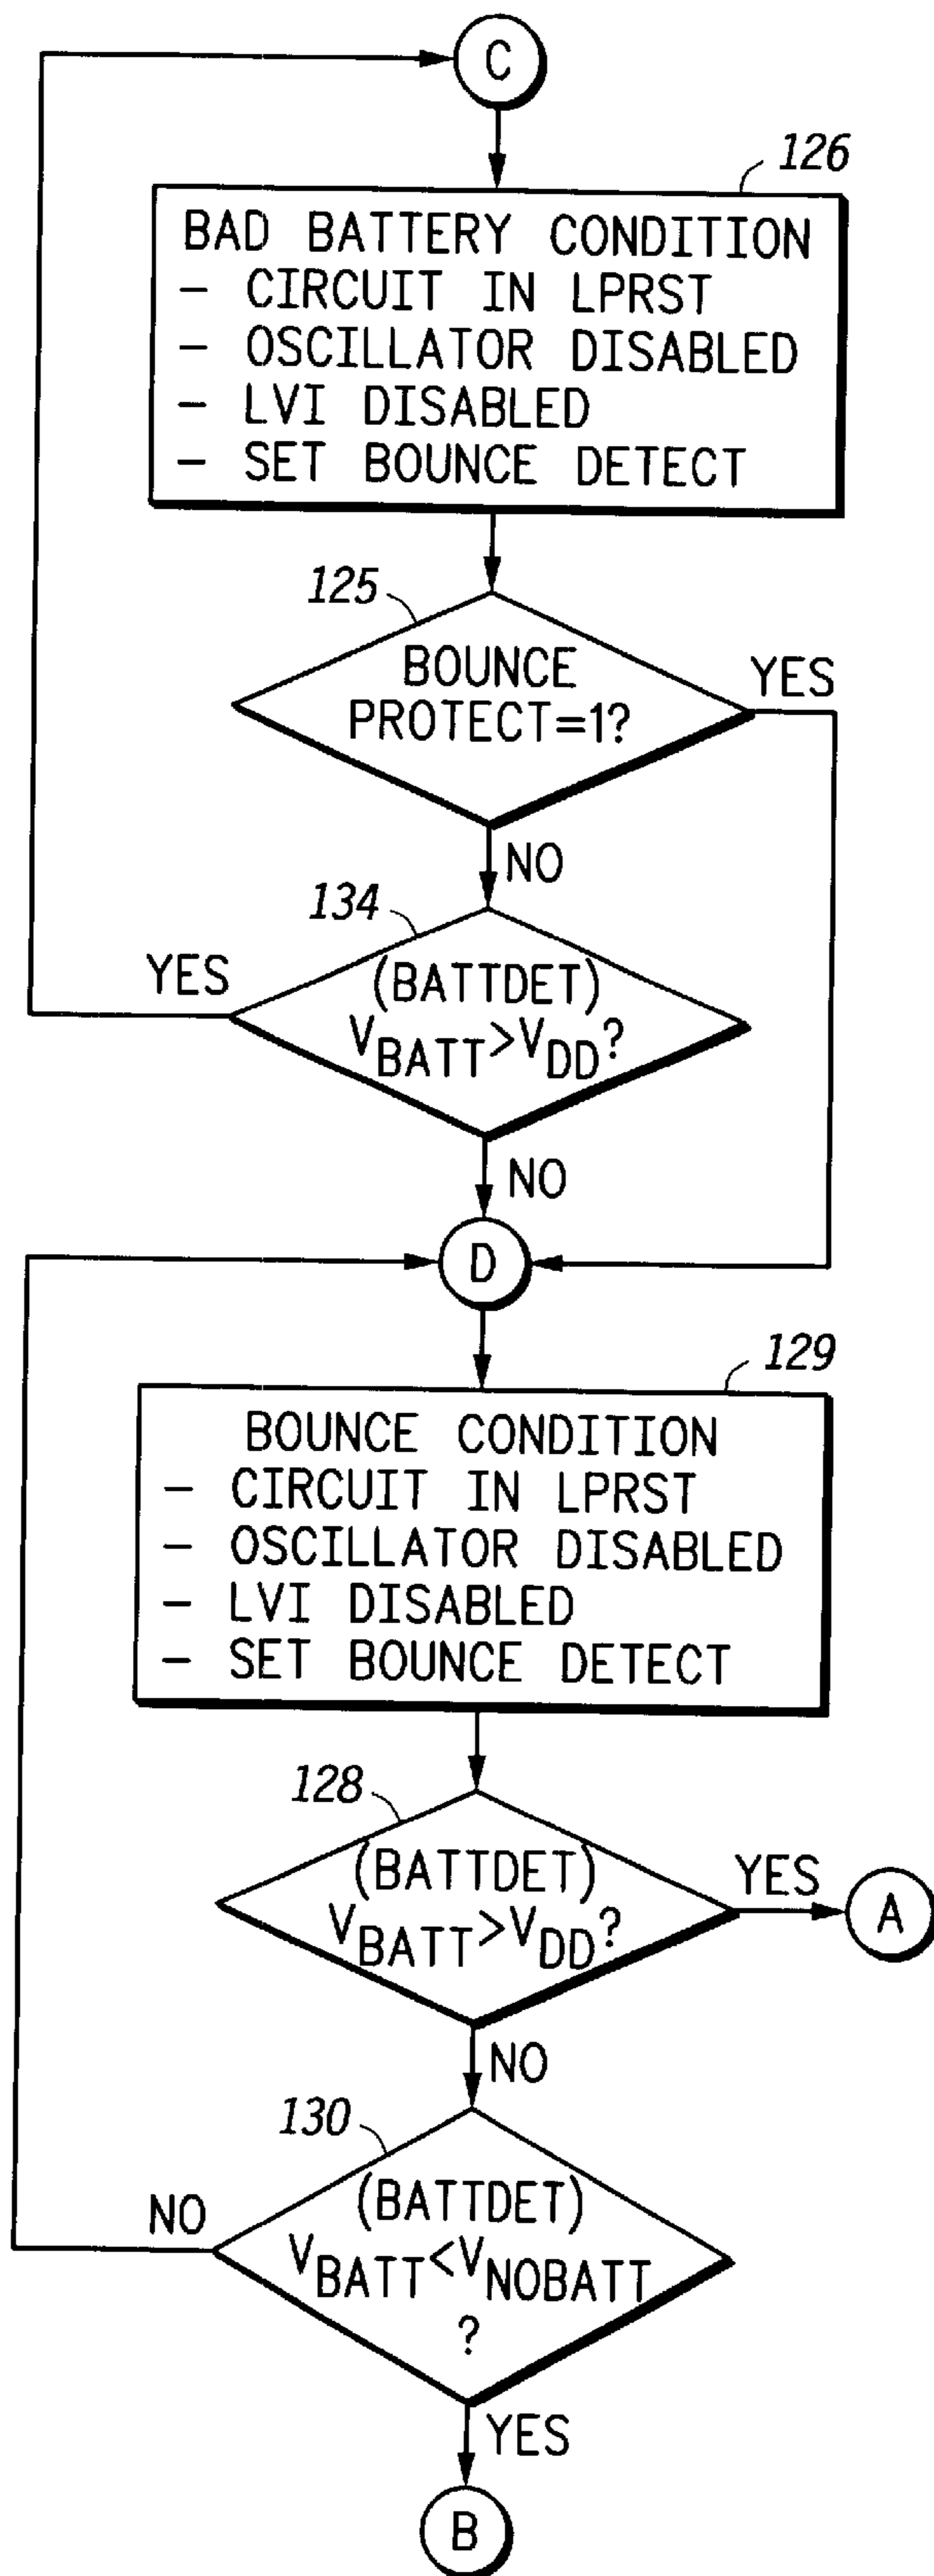 C
126
BAD BATTERY CONDITION
- CIRCUIT IN LPRST
- OSCILLATOR DISABLED
- LVI DISABLED
- SET BOUNCE DETECT
125
BOUNCE
PROTECT=1?
YES
NO
134
YES
(BATTDET)
VBATT>VDD?
NO
D
129
BOUNCE CONDITION
- CIRCUIT IN LPRST
- OSCILLATOR DISABLED
- LVI DISABLED
- SET BOUNCE DETECT
128
(BATTDET)
VBATT>VDD?
YES
A
NO
130
NO
(BATTDET)
VBATT<VNOBATT
?
YES
B